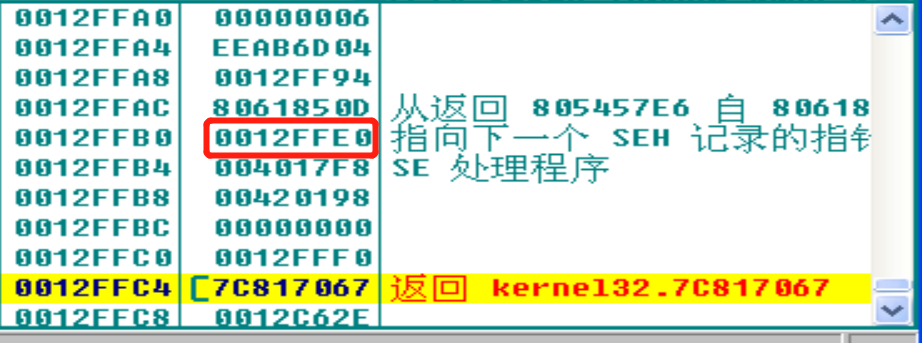 0012FFA0 00000006
0012FFA4 EEAB6D04
0012FFA8 0012FF94
0012FFAC 8061850D 从返回 805457E6 自 80618
0012FFB0 0012FFE0 指向下一个 SEH 记录的指针
0012FFB4 004017F8 SE 处理程序
0012FFB8 00420198
0012FFBC 00000000
0012FFC0 0012FFF0
0012FFC4 [7C817067 返回 kernel32.7C817067
0012FFC8 0012C62E